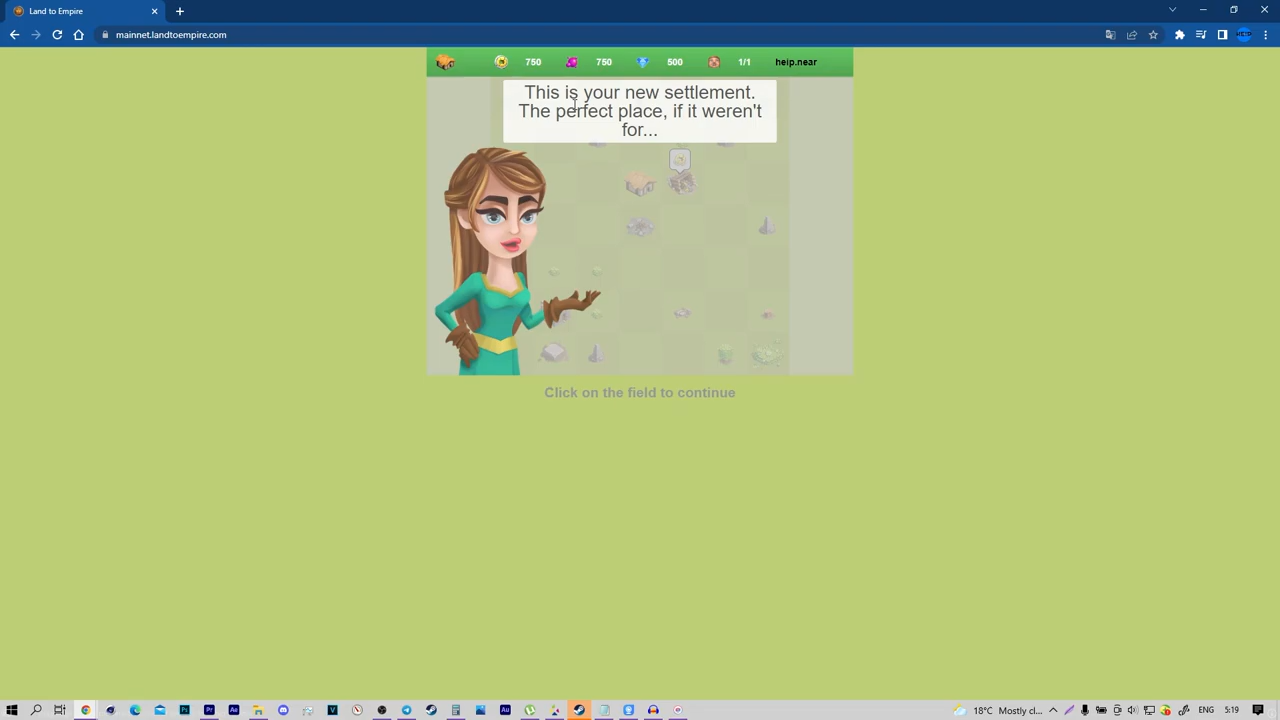 Land to Empire
mainnet.landtoempire.com
750
750
500
1/1
heip.near
This is your new settlement.
The perfect place, if it weren't
for...
Click on the field to continue
18°C Mostly cl...
ENG
5:19